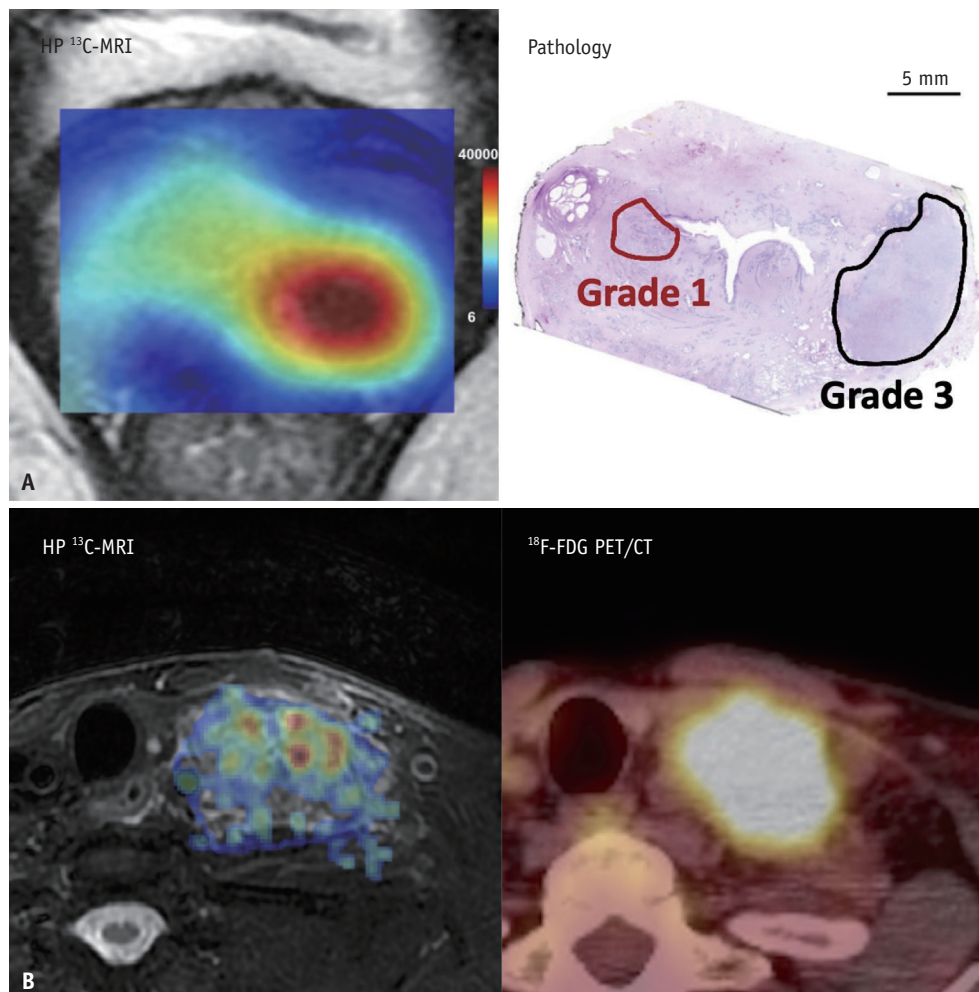 HP ¹³C-MRI
40000
6
A
Pathology
5 mm
Grade 1
Grade 3
HP ¹³C-MRI
B
¹⁸F-FDG PET/CT